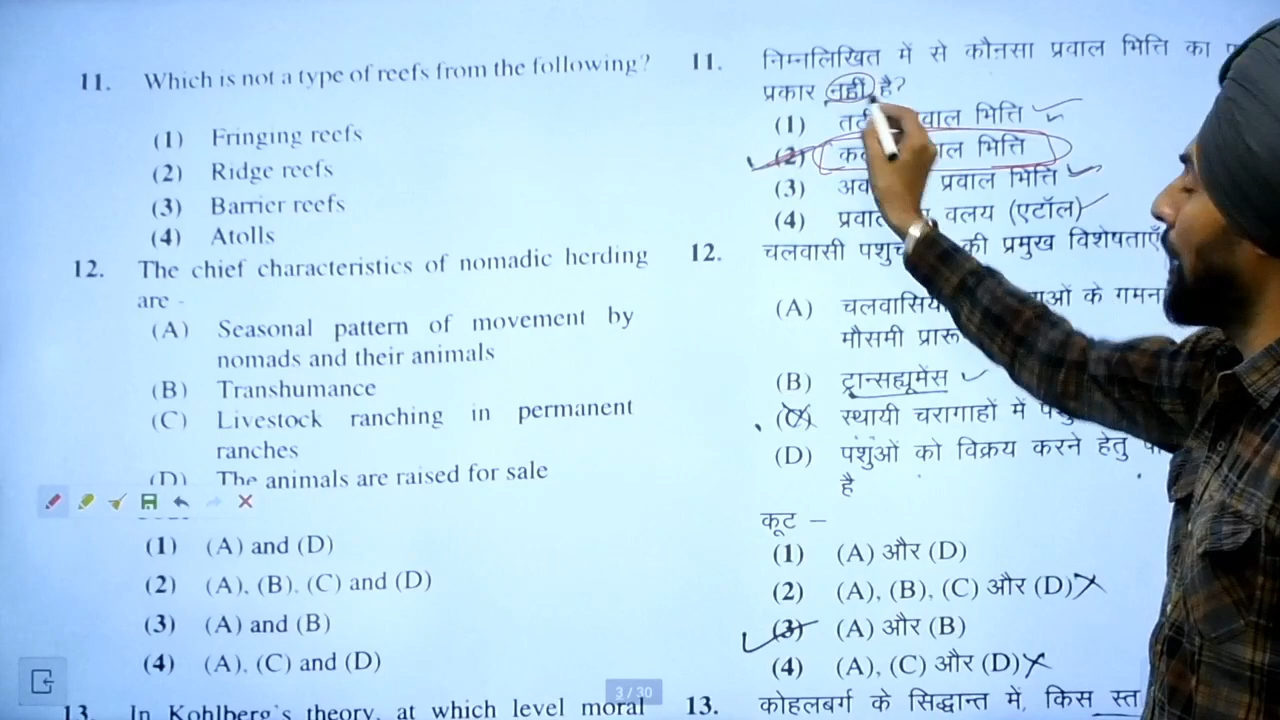 11. Which is not a type of reefs from the following?
(1) Fringing reefs
(2) Ridge reefs
(3) Barrier reefs
(4) Atolls
12. The chief characteristics of nomadic herding
are -
(A) Seasonal pattern of movement by
nomads and their animals
(B) Transhumance
(C) Livestock ranching in permanent
ranches
(D) The animals are raised for sale
(1) (A) and (D)
(2) (A), (B), (C) and (D)
(3) (A) and (B)
(4) (A), (C) and (D)
13. In Kohlberg's theory, at which level moral
11. निम्नलिखित में से कौनसा प्रवाल भित्ति का
प्रकार नहीं है?
(1) भित्ति
(2) भित्ति
(3) प्रवाल भित्ति
(4) वलय (एटॉल)
12. चलवासी की प्रमुख विशेषताएँ
(A) के
मौसमी
(B) ट्रान्सह्यूमेंस
(C) स्थायी चरागाहों में
(D) पशुओं को विक्रय करने हेतु
है
कूट –
(1) (A) और (D)
(2) (A), (B), (C) और (D)
(3) (A) और (B)
(4) (A), (C) और (D)
13. कोहलबर्ग के सिद्धान्त में, किस
3 / 30